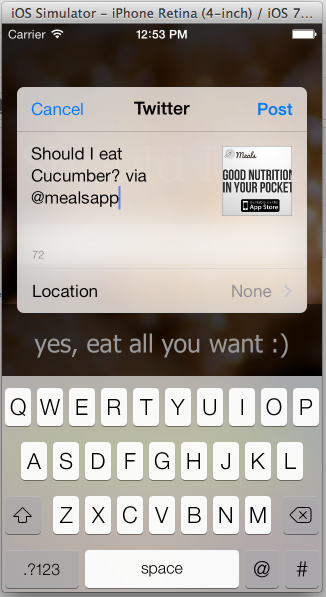 iOS Simulator - iPhone Retina (4-inch) / iOS 7...
Carrier 12:53 PM
Cancel Twitter Post
Should I eat
Cucumber? via
@mealsapp
Meals
GOOD NUTRITION
IN YOUR POCKET
App Store
72
Location None
yes, eat all you want :)
Q W E R T Y U I O P
A S D F G H J K L
Z X C V B N M
.?123 space @ #